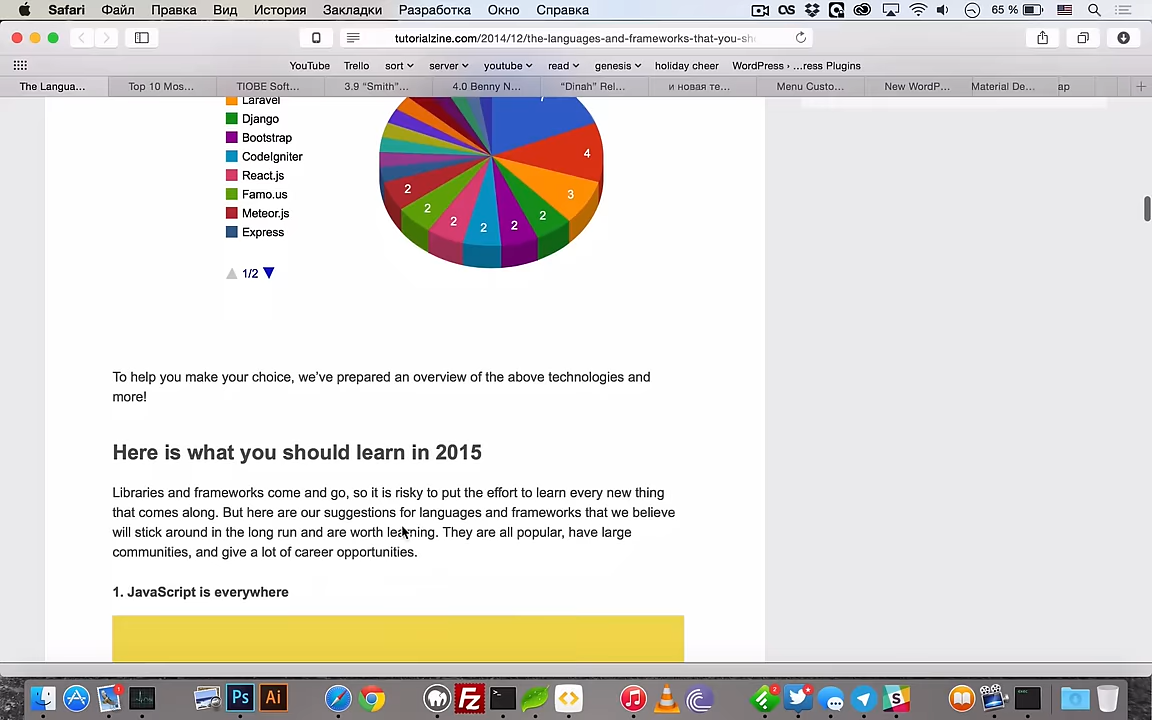 Safari Файл Правка Вид История Закладки Разработка Окно Справка 65 %
tutorialzine.com/2014/12/the-languages-and-frameworks-that-you-sh
YouTube Trello sort server youtube read genesis holiday cheer WordPress › ...ress Plugins
The Langua... Top 10 Mos... TIOBE Soft... 3.9 “Smith”... 4.0 Benny N... “Dinah” Rel... и новая те... Menu Custo... New WordP... Material De... ap
Laravel
Django
Bootstrap
CodeIgniter
React.js
Famo.us
Meteor.js
Express
1/2
7
4
3
2
2
2
2
2
2
To help you make your choice, we’ve prepared an overview of the above technologies and
more!
Here is what you should learn in 2015
Libraries and frameworks come and go, so it is risky to put the effort to learn every new thing
that comes along. But here are our suggestions for languages and frameworks that we believe
will stick around in the long run and are worth learning. They are all popular, have large
communities, and give a lot of career opportunities.
1. JavaScript is everywhere
Ps Ai Fz